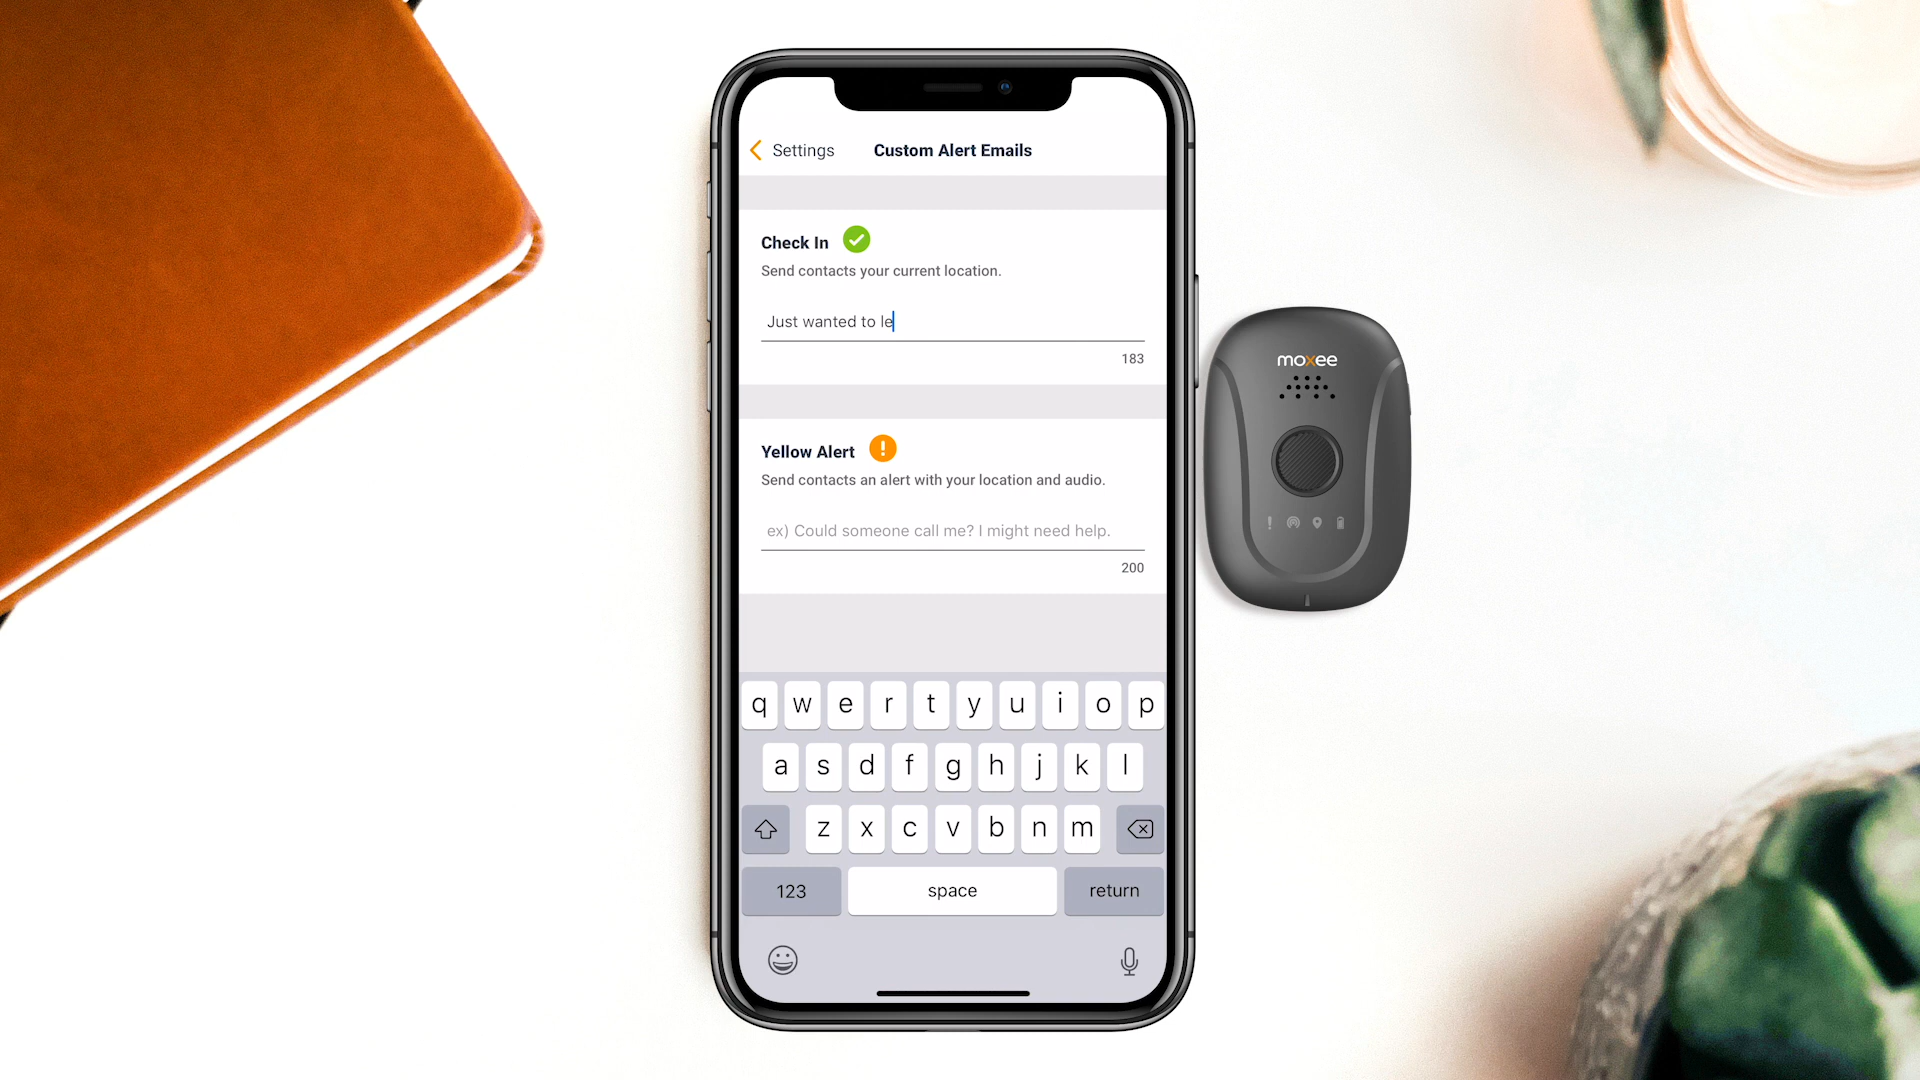 Settings Custom Alert Emails
Check In
Send contacts your current location.
Just wanted to le
183
Yellow Alert
Send contacts an alert with your location and audio.
ex) Could someone call me? I might need help.
200
moxee
q w e r t y u i o p
a s d f g h j k l
z x c v b n m
123 space return